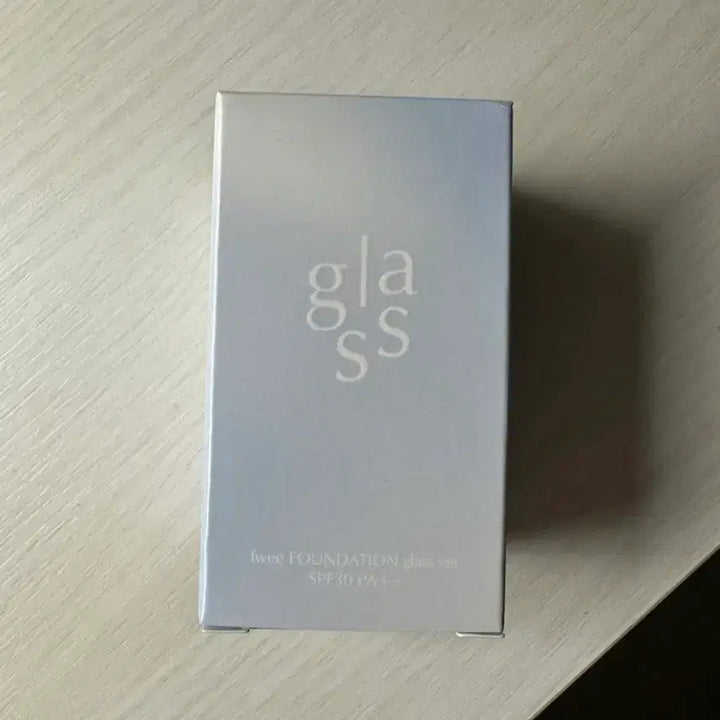 gla
ss
fwee FOUNDATION glass
SPF30 PA++